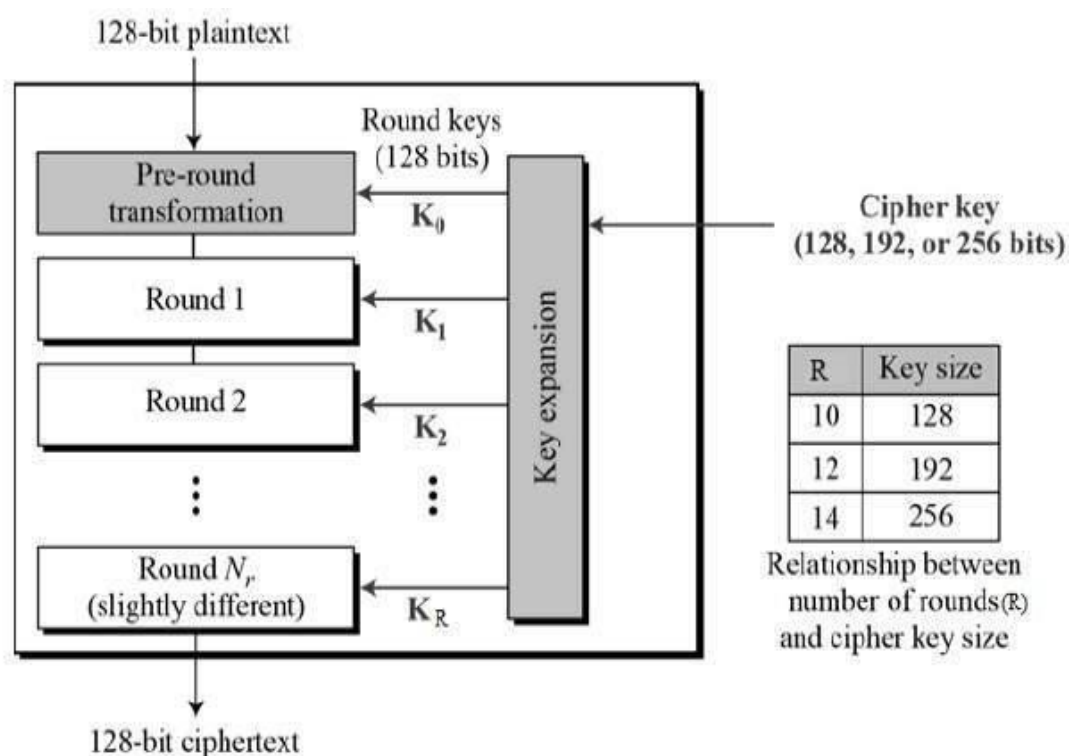 128-bit plaintext
Round keys
(128 bits)
Pre-round
transformation
K₀
Cipher key
(128, 192, or 256 bits)
Round 1
K₁
Round 2
K₂
Key expansion
R Key size
10 128
12 192
14 256
Relationship between
number of rounds(R)
and cipher key size
Round Nᵣ
(slightly different)
K R
128-bit ciphertext